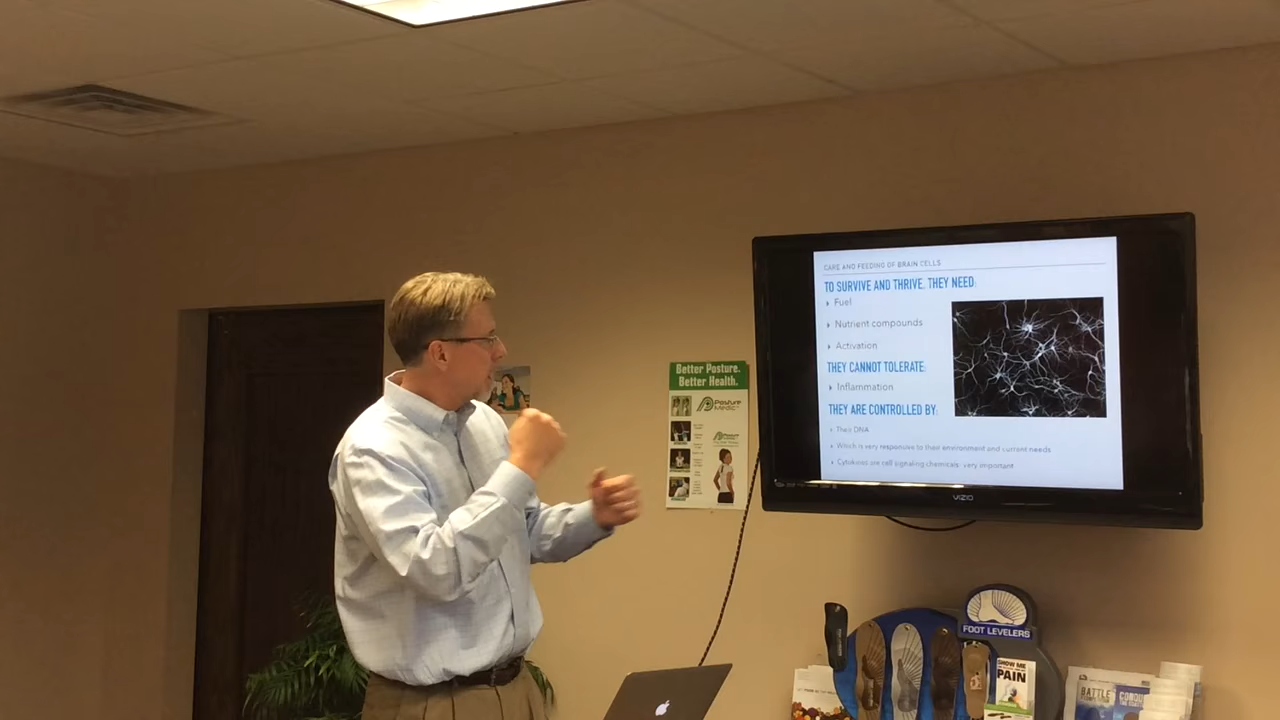 CARE AND FEEDING OF BRAIN CELLS
TO SURVIVE AND THRIVE, THEY NEED:
Fuel
Nutrient compounds
Activation
THEY CANNOT TOLERATE:
Inflammation
THEY ARE CONTROLLED BY:
Their DNA
Which is very responsive to their environment and current needs
Cytokines are cell signaling chemicals- very important
VIZIO
Better Posture.
Better Health.
Posture
Medic
FOOT LEVELERS
SHOW ME
PAIN
BATTLE